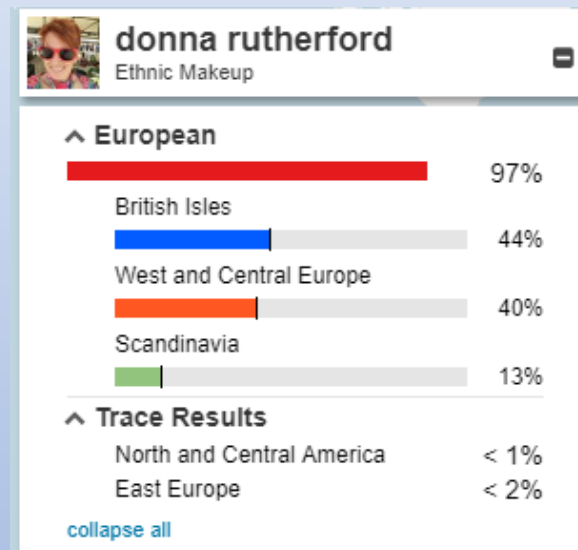 donna rutherford
Ethnic Makeup
European
97%
British Isles
44%
West and Central Europe
40%
Scandinavia
13%
Trace Results
North and Central America < 1%
East Europe < 2%
collapse all